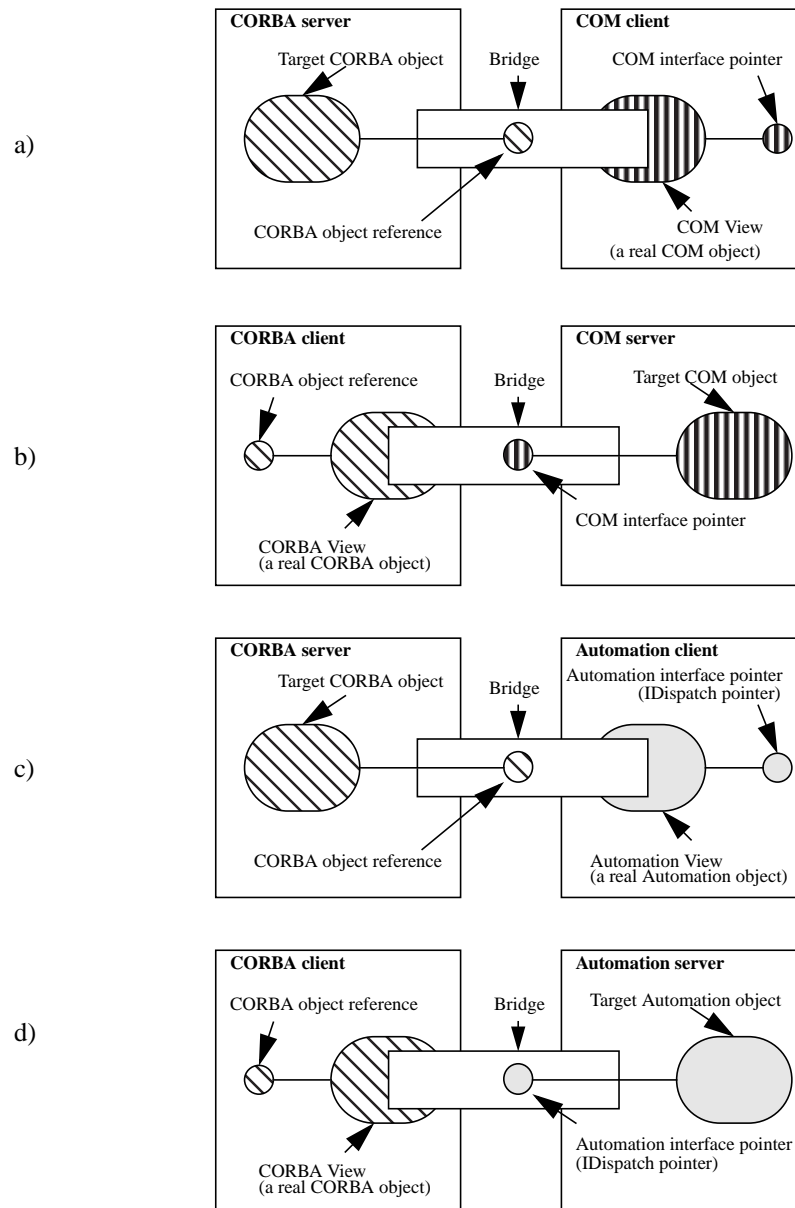 CORBA server
COM client
Target CORBA object
Bridge
COM interface pointer
a)
CORBA object reference
COM View
(a real COM object)
CORBA client
COM server
CORBA object reference
Bridge
Target COM object
b)
COM interface pointer
CORBA View
(a real CORBA object)
CORBA server
Automation client
Target CORBA object
Bridge
Automation interface pointer
(IDispatch pointer)
c)
CORBA object reference
Automation View
(a real Automation object)
CORBA client
Automation server
CORBA object reference
Bridge
Target Automation object
d)
Automation interface pointer
(IDispatch pointer)
CORBA View
(a real CORBA object)